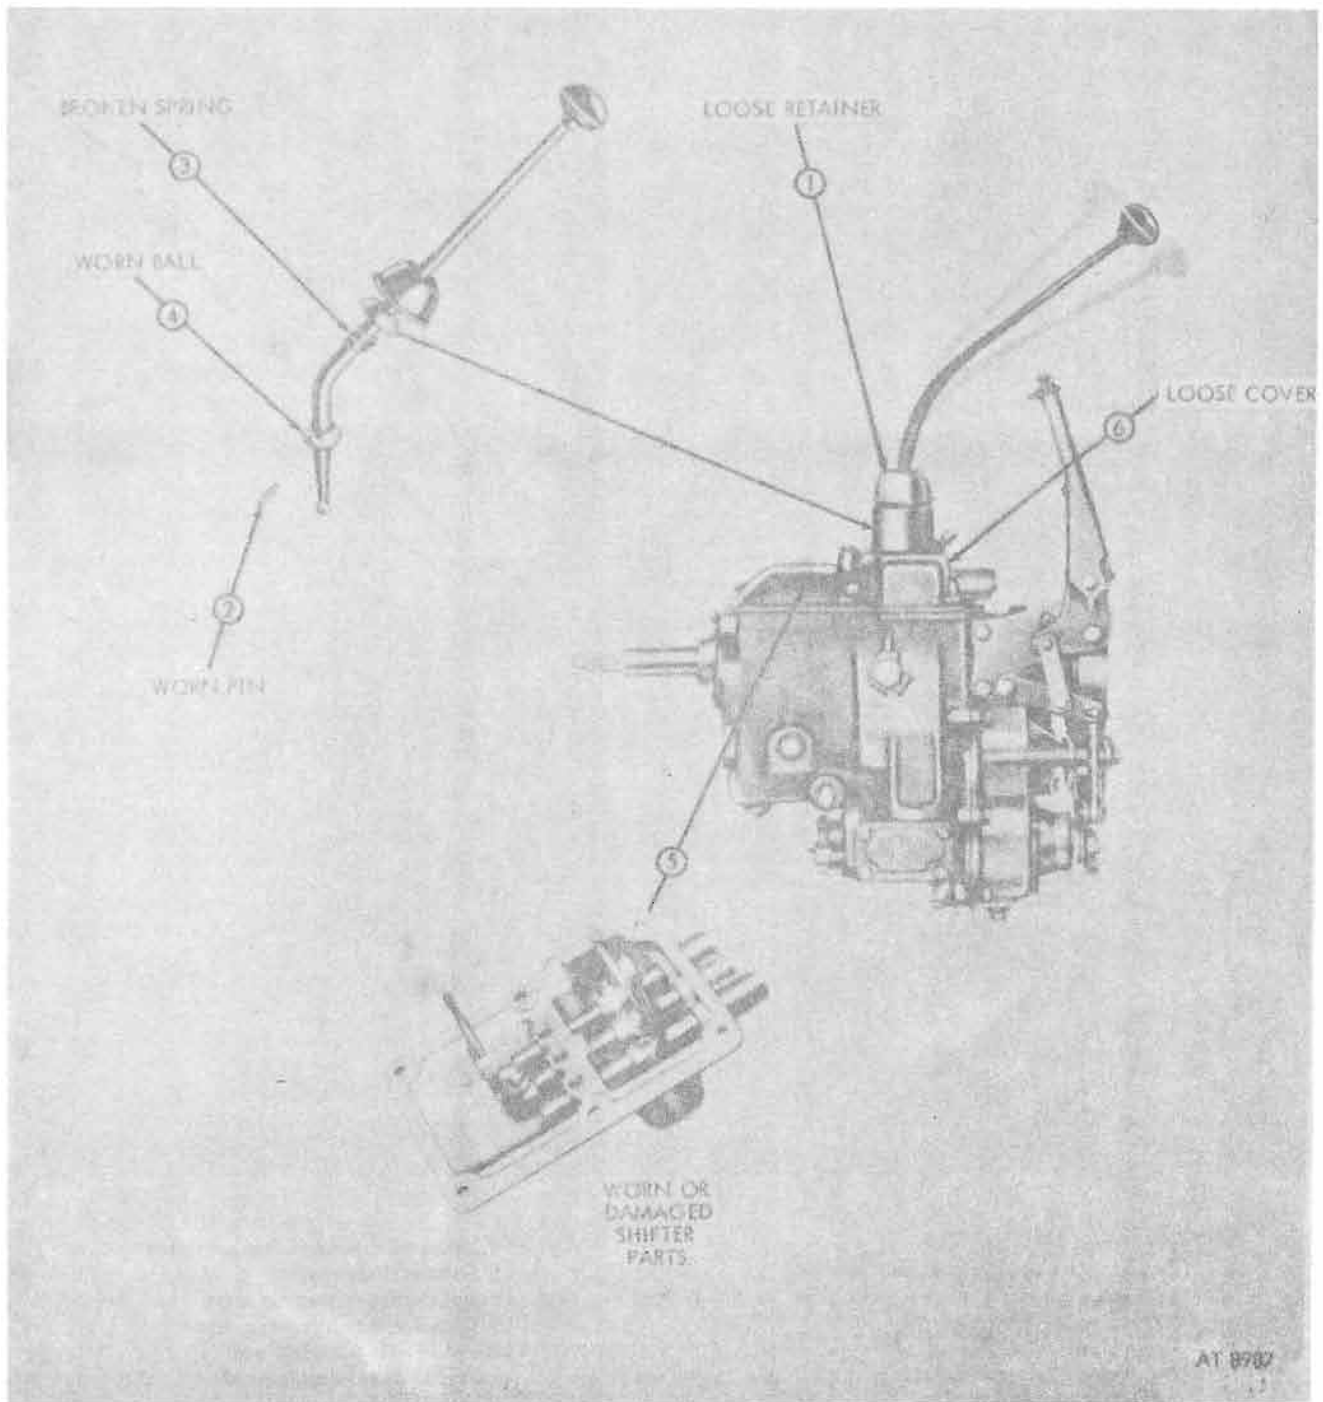 BROKEN SPRING
3
LOOSE RETAINER
1
WORN BALL
4
LOOSE COVER
6
2
WORN PIN
5
WORN OR
DAMAGED
SHIFTER
PARTS
AT 8987